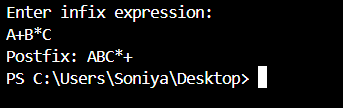 Enter infix expression:
A+B*C
Postfix: ABC*+
PS C:\Users\Soniya\Desktop>